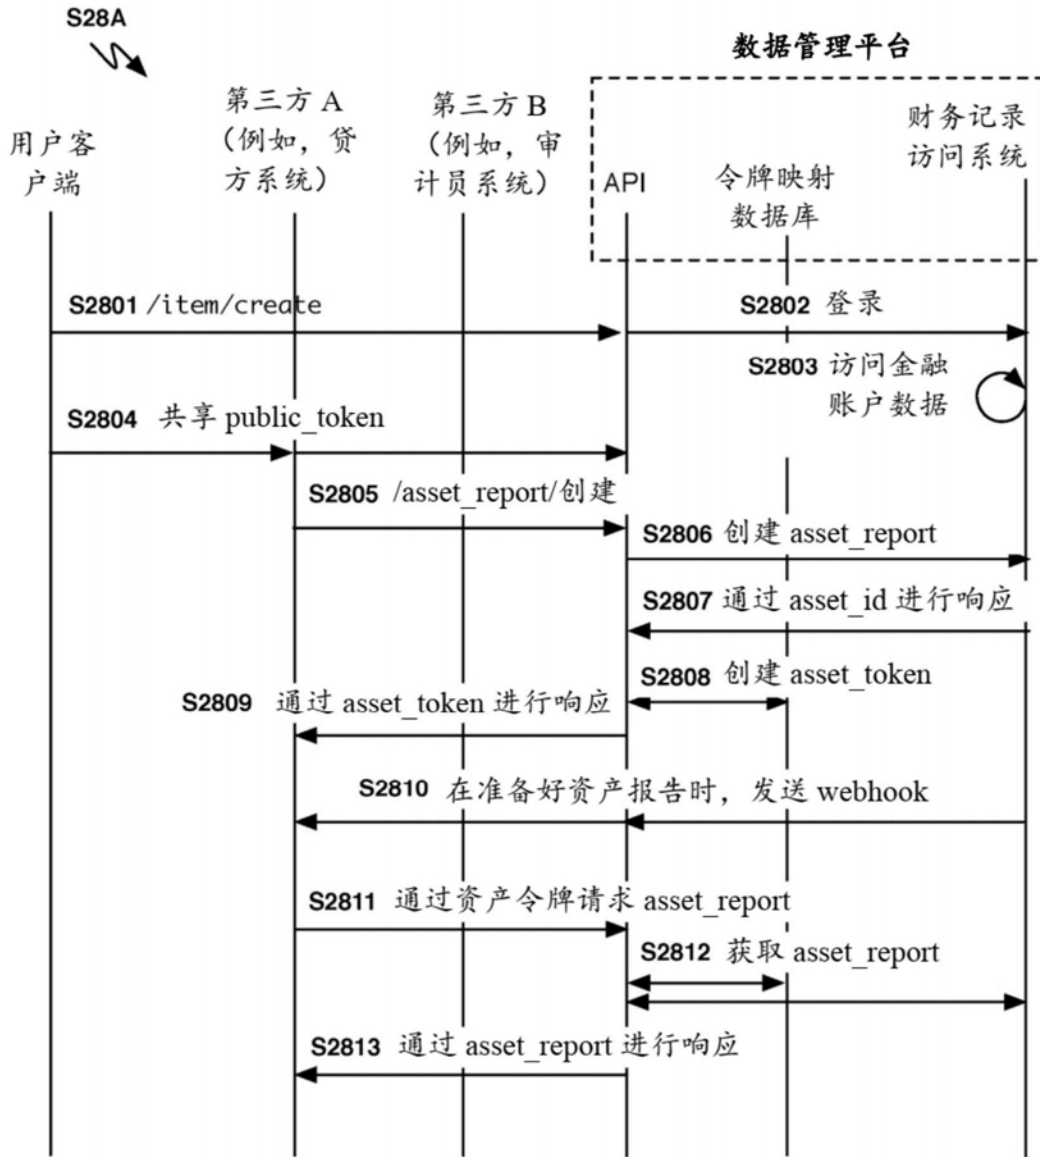 S28A
数据管理平台
用户客
户端
第三方 A
（例如，贷
方系统）
第三方 B
（例如，审
计员系统）
API
令牌映射
数据库
财务记录
访问系统
S2801 /item/create
S2802 登录
S2803 访问金融
账户数据
S2804 共享 public_token
S2805 /asset_report/创建
S2806 创建 asset_report
S2807 通过 asset_id 进行响应
S2808 创建 asset_token
S2809 通过 asset_token 进行响应
S2810 在准备好资产报告时，发送 webhook
S2811 通过资产令牌请求 asset_report
S2812 获取 asset_report
S2813 通过 asset_report 进行响应